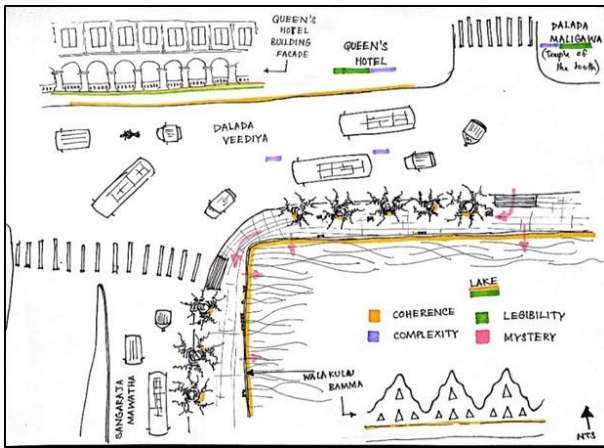 QUEEN'S
HOTEL
BUILDING
FACADE
QUEEN'S
HOTEL
DALADA
MALIGAWA
(Temple of
the tooth)
DALADA
VEEDIYA
LAKE
COHERENCE
LEGIBILITY
COMPLEXITY
MYSTERY
WALAKULU
BAMMA
SANGARAJA
MAWATHA
NTS